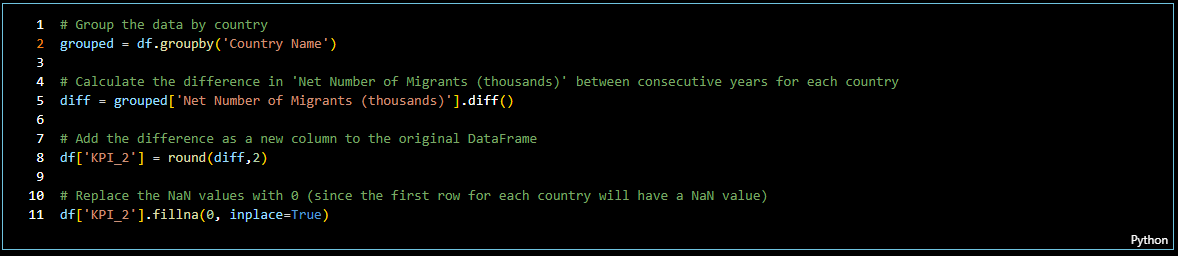 1 # Group the data by country
2 grouped = df.groupby('Country Name')
3
4 # Calculate the difference in 'Net Number of Migrants (thousands)' between consecutive years for each country
5 diff = grouped['Net Number of Migrants (thousands)'].diff()
6
7 # Add the difference as a new column to the original DataFrame
8 df['KPI_2'] = round(diff,2)
9
10 # Replace the NaN values with 0 (since the first row for each country will have a NaN value)
11 df['KPI_2'].fillna(0, inplace=True)
Python